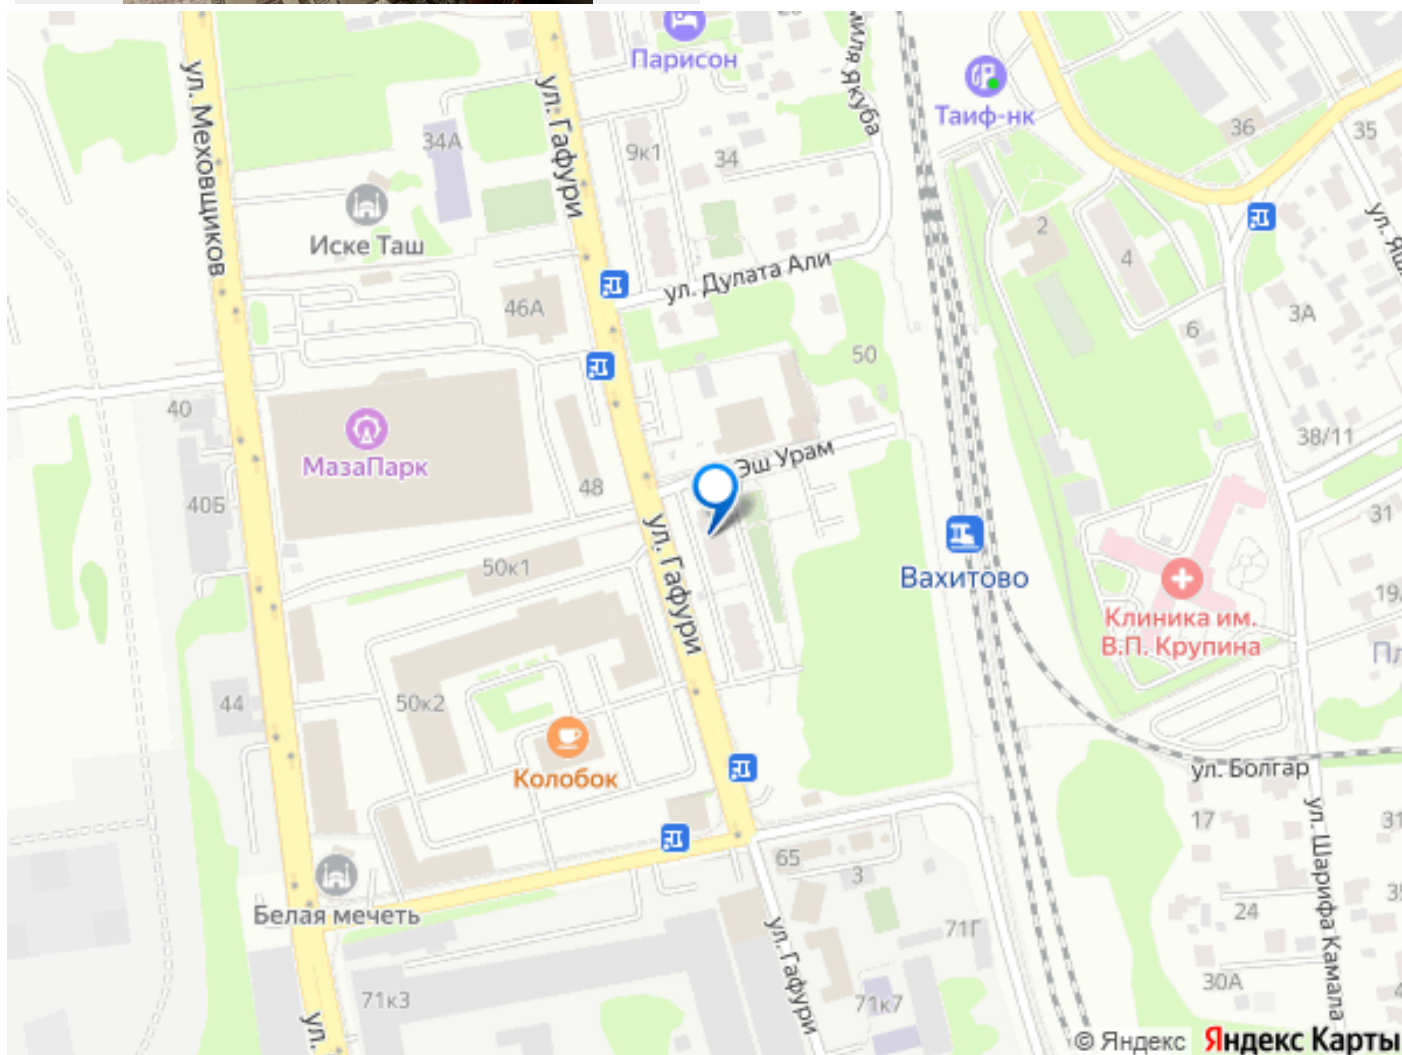 Парисон
миля Якуба
Таиф-нк
ул. Меховщиков
ул. Гафури
34А
9к1
34
36
35
Иске Таш
2
4
ул. Дулата Али
46А
50
6
3А
40
МазаПарк
38/11
Эш Урам
40Б
48
31
50к1
ул. Гафури
Вахитово
Клиника им.
В.П. Крупина
44
50к2
Колобок
ул. Болгар
17
65
3
Белая мечеть
24
71Г
ул. Гафури
ул. Шарифа Камала
30А
71к3
71к7
ул.
© Яндекс Яндекс Карты